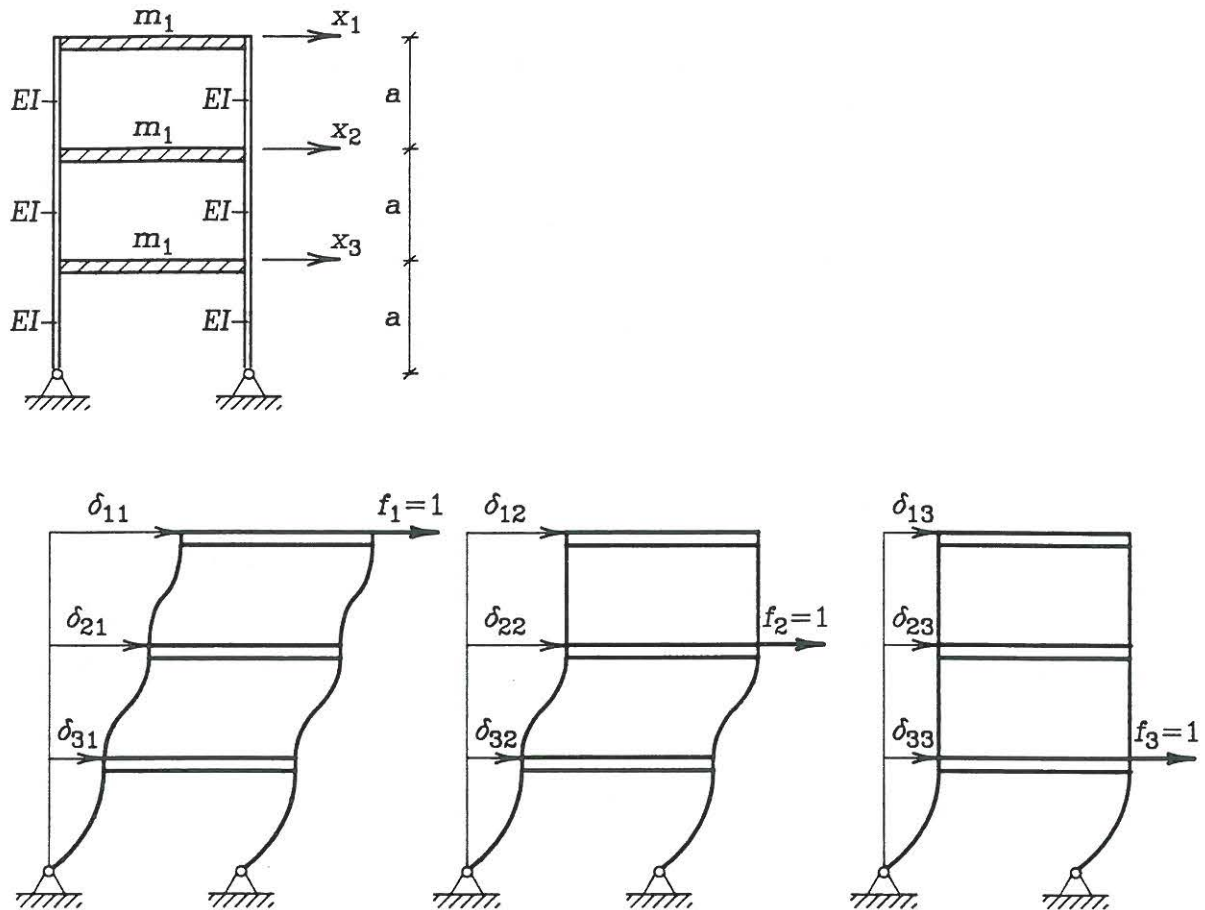 m₁ x₁
EI EI a
m₁ x₂
EI EI a
m₁ x₃
EI EI a
δ₁₁ f₁=1 δ₁₂ δ₁₃
δ₂₁ δ₂₂ f₂=1 δ₂₃
δ₃₁ δ₃₂ δ₃₃ f₃=1